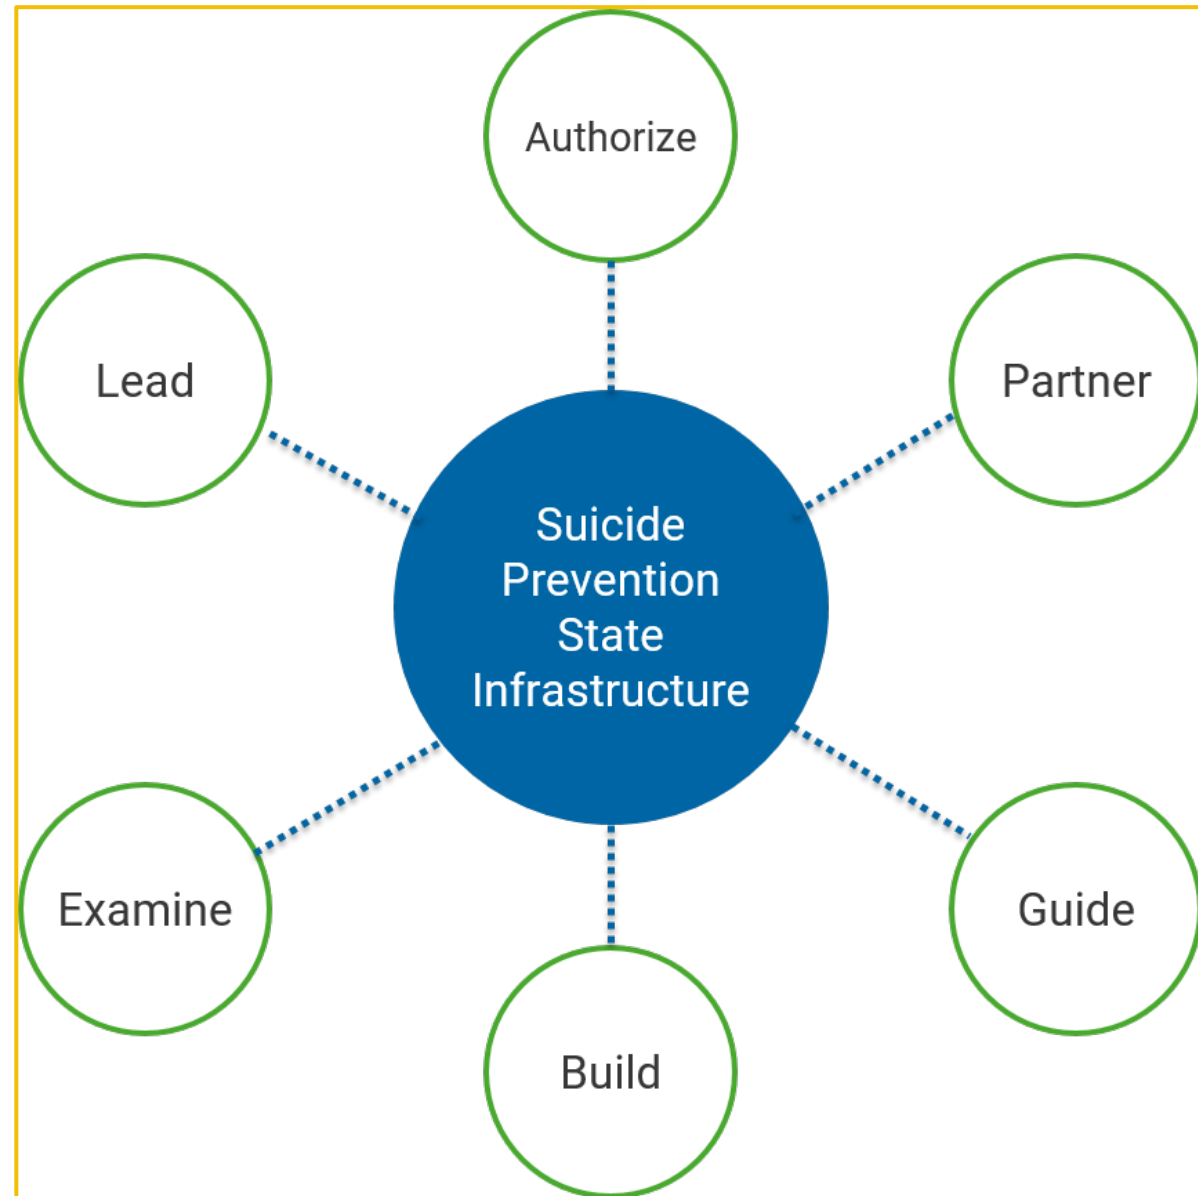 Authorize
Lead
Partner
Suicide
Prevention
State
Infrastructure
Examine
Guide
Build